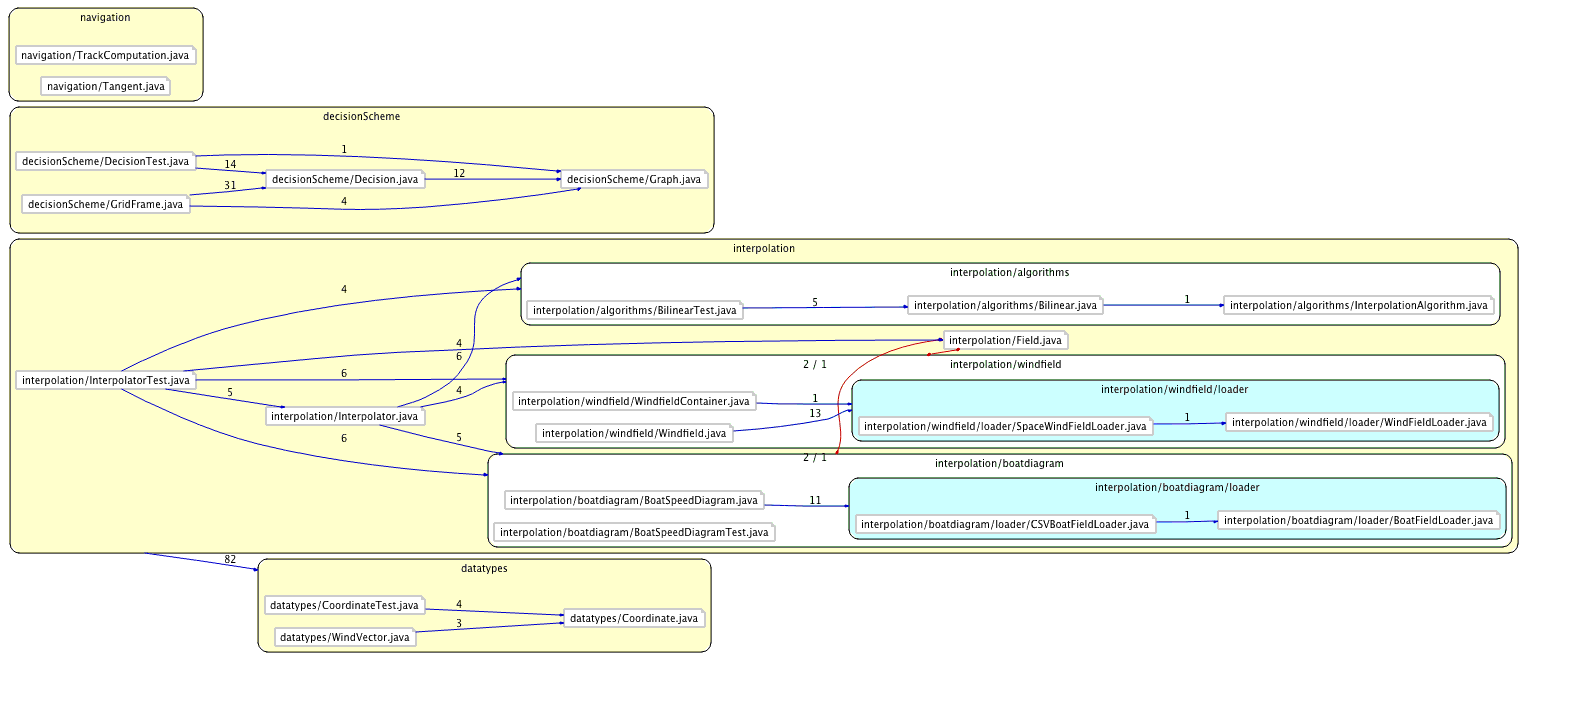 navigation
navigation/TrackComputation.java
navigation/Tangent.java
decisionScheme
1
decisionScheme/DecisionTest.java
14
12
decisionScheme/Decision.java
decisionScheme/Graph.java
31
4
decisionScheme/GridFrame.java
interpolation
interpolation/algorithms
4
5
1
interpolation/algorithms/BilinearTest.java
interpolation/algorithms/Bilinear.java
interpolation/algorithms/InterpolationAlgorithm.java
4
interpolation/Field.java
6
2 / 1
interpolation/windfield
6
interpolation/InterpolatorTest.java
5
4
interpolation/windfield/loader
1
interpolation/windfield/WindfieldContainer.java
interpolation/Interpolator.java
13
1
interpolation/windfield/loader/SpaceWindFieldLoader.java
interpolation/windfield/loader/WindFieldLoader.java
interpolation/windfield/Windfield.java
6
5
2 / 1
interpolation/boatdiagram
interpolation/boatdiagram/loader
interpolation/boatdiagram/BoatSpeedDiagram.java
11
1
interpolation/boatdiagram/loader/CSVBoatFieldLoader.java
interpolation/boatdiagram/loader/BoatFieldLoader.java
interpolation/boatdiagram/BoatSpeedDiagramTest.java
82
datatypes
datatypes/CoordinateTest.java
4
datatypes/Coordinate.java
3
datatypes/WindVector.java